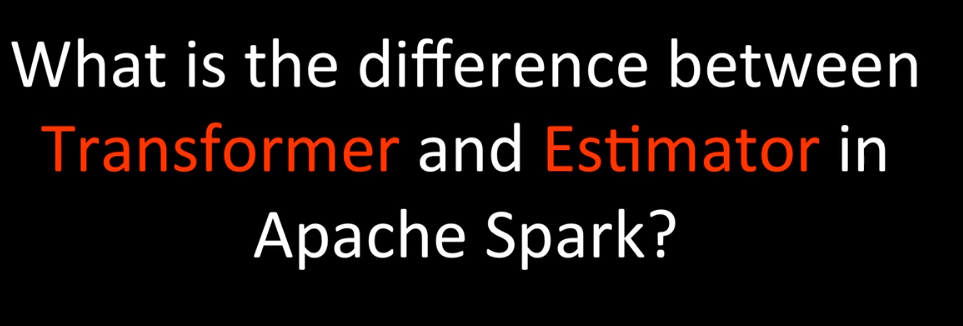 What is the difference between
Transformer and Estimator in
Apache Spark?